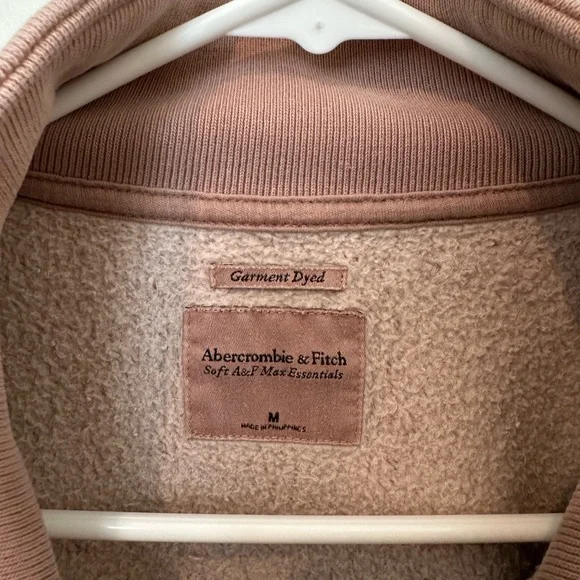 Garment Dyed
Abercrombie & Fitch
Soft A&F Max Essentials
M
MADE IN PHILIPPINES